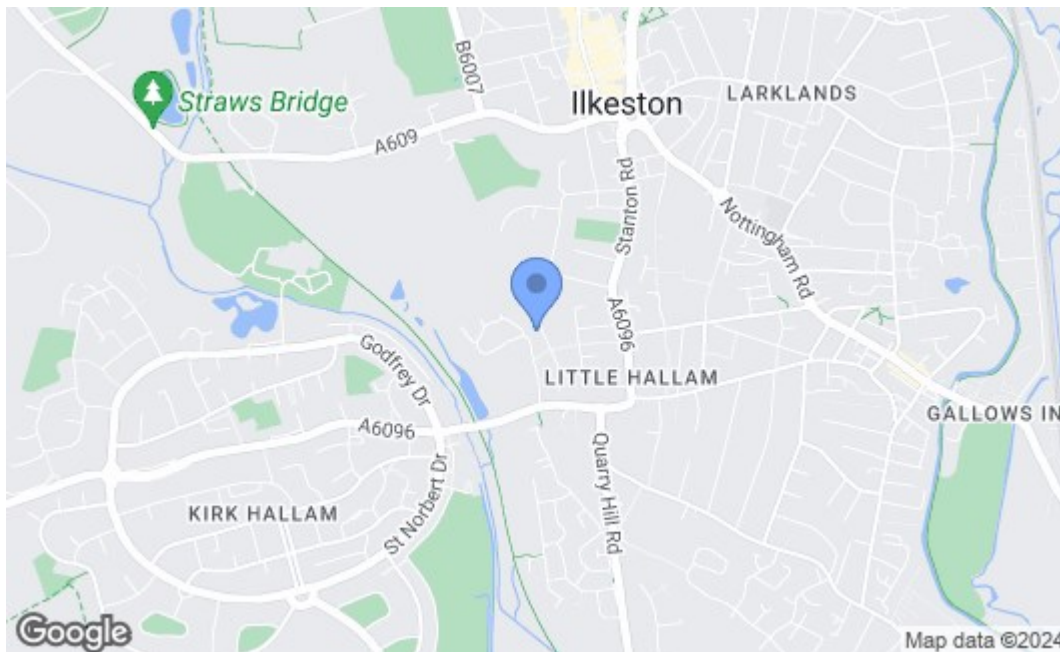 B6007
Ilkeston
LARKLANDS
Straws Bridge
A609
Stanton Rd
Nottingham Rd
A6096
Godfrey Dr
LITTLE HALLAM
GALLOWS IN
A6096
Quarry Hill Rd
KIRK HALLAM
St Norbert Dr
Google
Map data ©2024